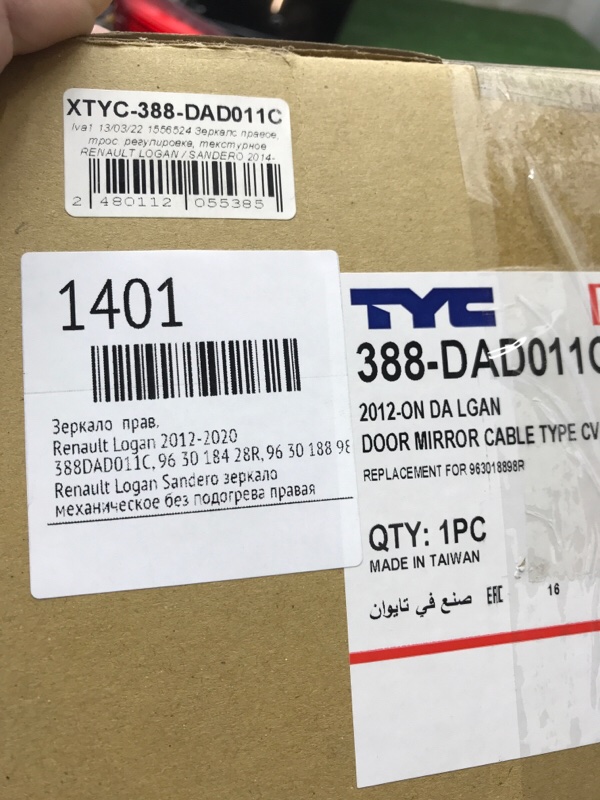 XTYC-388-DAD011C
Iva1 13/03/22 1556524 Зеркало правое,
трос. регулировка, текстурное
RENAULT LOGAN / SANDERO 2014-
2 480112 055385
1401
Зеркало прав,
Renault Logan 2012-2020
388DAD011C, 96 30 184 28R, 96 30 188 98
Renault Logan Sandero зеркало
механическое без подогрева правая
TYC
388-DAD011C
2012-ON DA LGAN
DOOR MIRROR CABLE TYPE CV
REPLACEMENT FOR 963018898R
QTY: 1PC
MADE IN TAIWAN
صنع في تايوان EAC 16